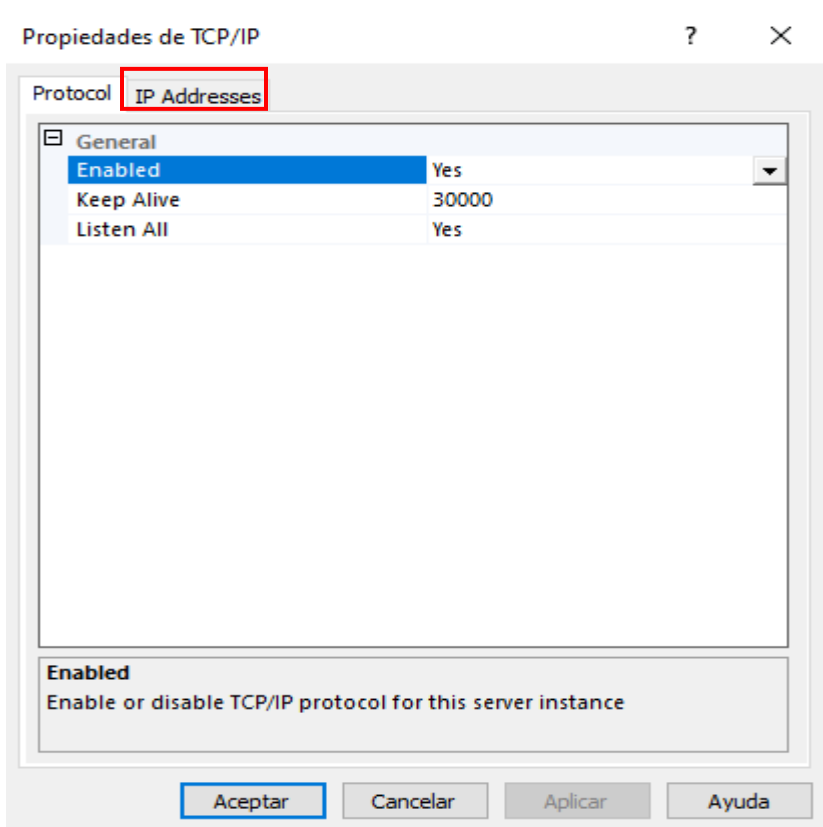 Propiedades de TCP/IP ? ×
Protocol IP Addresses
General
Enabled Yes
Keep Alive 30000
Listen All Yes
Enabled
Enable or disable TCP/IP protocol for this server instance
Aceptar Cancelar Aplicar Ayuda